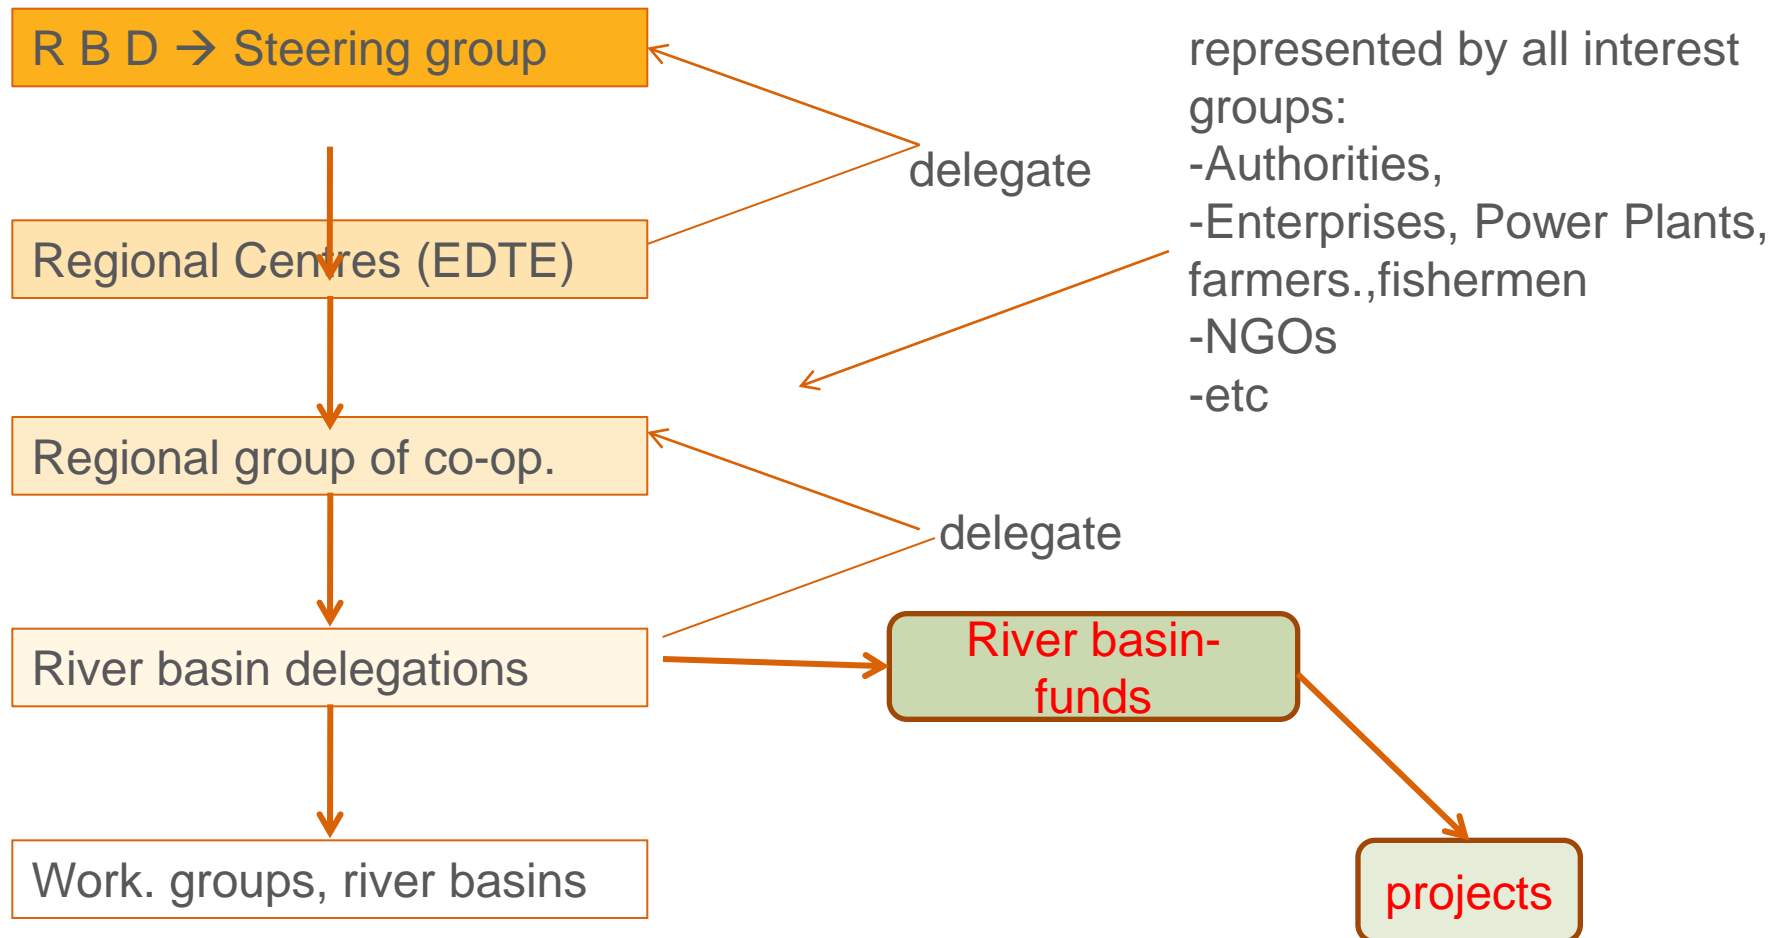 R B D → Steering group
represented by all interest
groups:
-Authorities,
-Enterprises, Power Plants,
farmers.,fishermen
-NGOs
-etc
delegate
Regional Centres (EDTE)
Regional group of co-op.
delegate
River basin delegations
River basin-
funds
Work. groups, river basins
projects